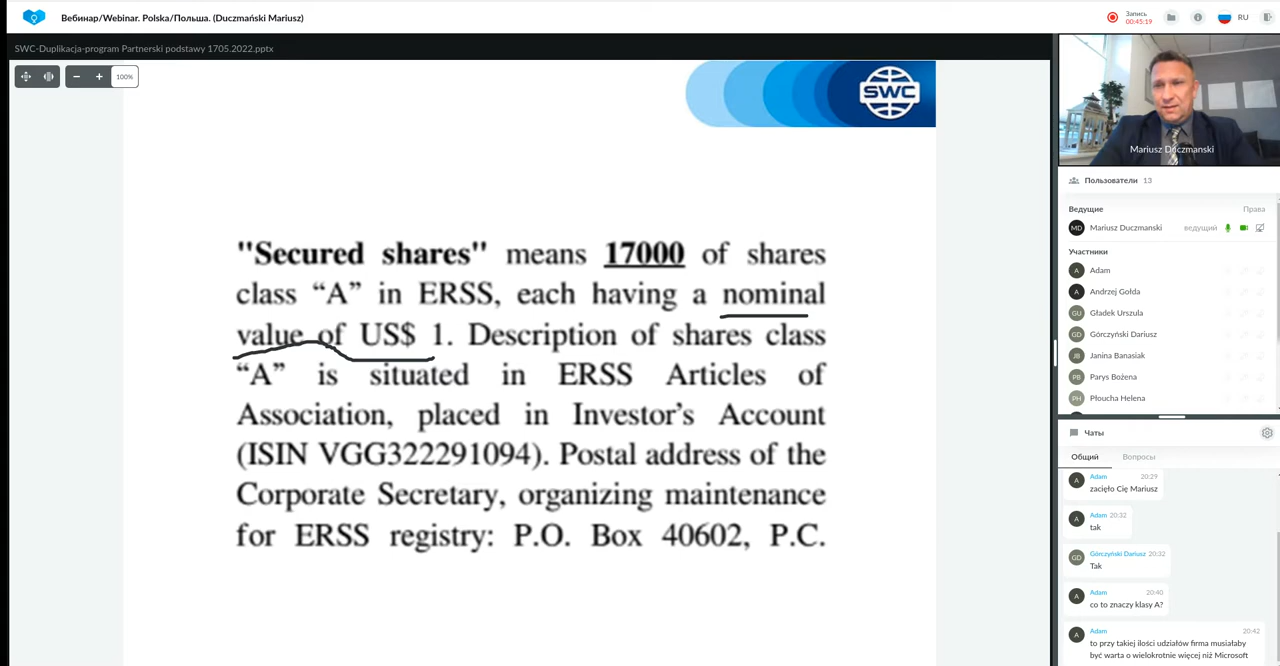 Вебинар/Webinar. Polska/Польша. (Duczmański Mariusz)
Запись
00:45:19
RU
SWC-Duplikacja-program Partnerski podstawy 1705.2022.pptx
100%
SWC
"Secured shares" means 17000 of shares
class “A” in ERSS, each having a nominal
value of US$ 1. Description of shares class
“A” is situated in ERSS Articles of
Association, placed in Investor’s Account
(ISIN VGG322291094). Postal address of the
Corporate Secretary, organizing maintenance
for ERSS registry: P.O. Box 40602, P.C.
Mariusz Duczmanski
Пользователи 13
Ведущие Права
MD Mariusz Duczmanski ведущий
Участники
A Adam
A Andrzej Gołda
GU Gładek Urszula
GD Górczyński Dariusz
JB Janina Banasiak
PB Parys Bożena
PH Płoucha Helena
Чаты
Общий Вопросы
A Adam 20:29
zacięło Cię Mariusz
A Adam 20:32
tak
GD Górczyński Dariusz 20:32
Tak
A Adam 20:40
co to znaczy klasy A?
A Adam 20:42
to przy takiej ilości udziałów firma musiałaby
być warta o wielokrotnie więcej niż Microsoft